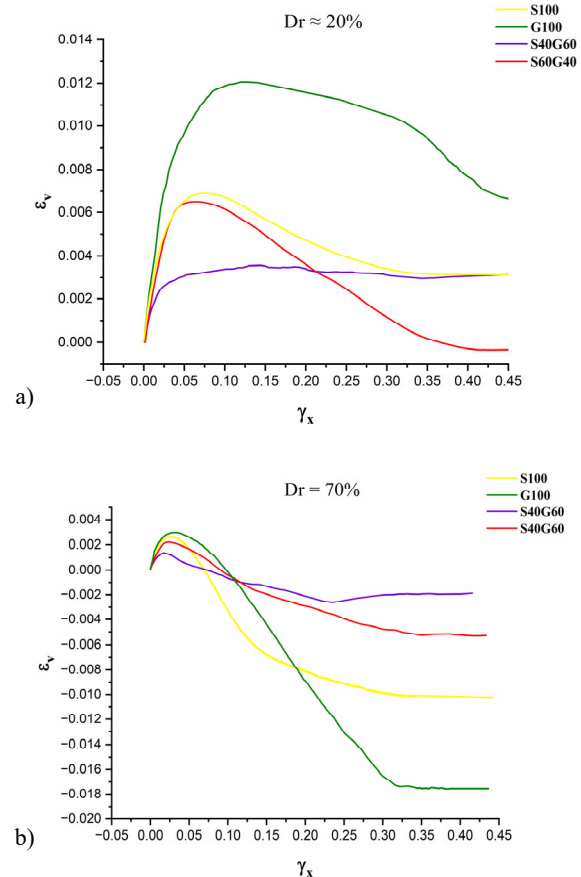 Dr ≈ 20%
S100
G100
S40G60
S60G40
0.014
0.012
0.010
0.008
0.006
0.004
0.002
0.000
εv
−0.05 0.00 0.05 0.10 0.15 0.20 0.25 0.30 0.35 0.40 0.45
γx
a)
Dr = 70%
S100
G100
S40G60
S40G60
0.004
0.002
0.000
−0.002
−0.004
−0.006
−0.008
−0.010
−0.012
−0.014
−0.016
−0.018
−0.020
εv
−0.05 0.00 0.05 0.10 0.15 0.20 0.25 0.30 0.35 0.40 0.45
γx
b)